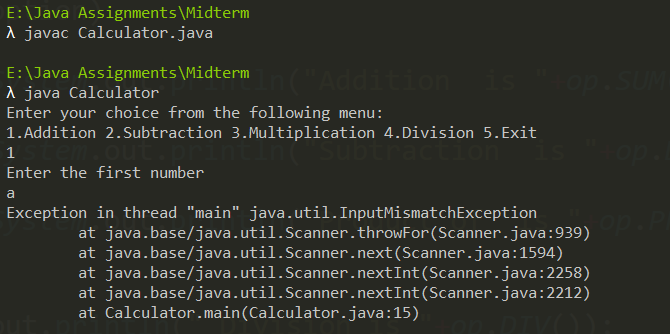 E:\Java Assignments\Midterm
λ javac Calculator.java
E:\Java Assignments\Midterm
λ java Calculator
Enter your choice from the following menu:
1.Addition 2.Subtraction 3.Multiplication 4.Division 5.Exit
1
Enter the first number
a
Exception in thread "main" java.util.InputMismatchException
at java.base/java.util.Scanner.throwFor(Scanner.java:939)
at java.base/java.util.Scanner.next(Scanner.java:1594)
at java.base/java.util.Scanner.nextInt(Scanner.java:2258)
at java.base/java.util.Scanner.nextInt(Scanner.java:2212)
at Calculator.main(Calculator.java:15)